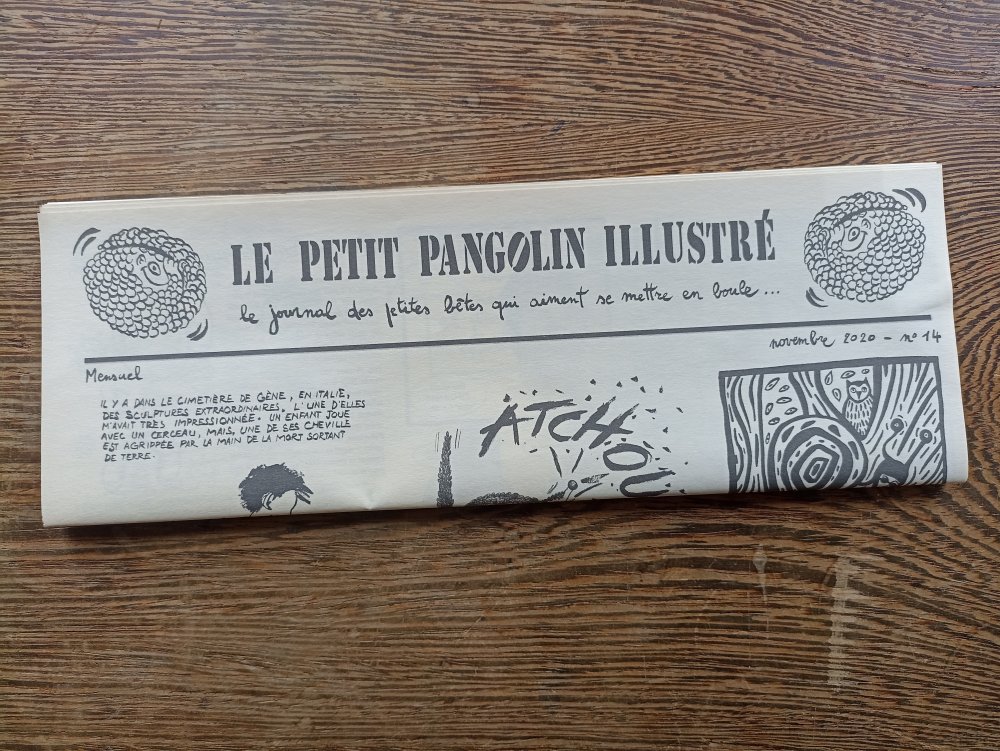 LE PETIT PANGOLIN ILLUSTRÉ
le journal des petites bêtes qui aiment se mettre en boule...
novembre 2020 - n° 14
Mensuel
IL Y A DANS LE CIMETIÈRE DE GÈNE, EN ITALIE,
DES SCULPTURES EXTRAORDINAIRES. L'UNE D'ELLES
M'AVAIT TRÈS IMPRESSIONNÉE. UN ENFANT JOUE
AVEC UN CERCEAU, MAIS, UNE DE SES CHEVILLE
EST AGRIPPÉE PAR LA MAIN DE LA MORT SORTANT
DE TERRE.
ATCHOU